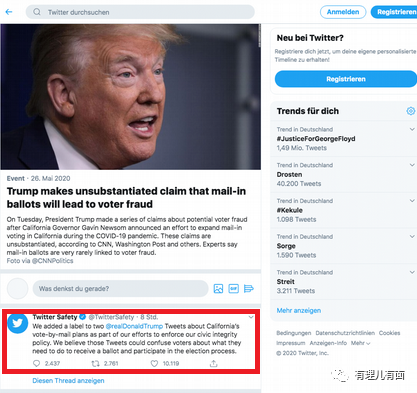 Twitter durchsuchen
Anmelden
Registrieren
Event · 26. Mai 2020
Trump makes unsubstantiated claim that mail-in
ballots will lead to voter fraud
On Tuesday, President Trump made a series of claims about potential voter fraud
after California Governor Gavin Newsom announced an effort to expand mail-in
voting in California during the COVID-19 pandemic. These claims are
unsubstantiated, according to CNN, Washington Post and others. Experts say
mail-in ballots are very rarely linked to voter fraud.
Foto via @CNNPolitics
Was denkst du gerade?
GIF
Twitter Safety @TwitterSafety · 8 Std.
We added a label to two @realDonaldTrump Tweets about California's
vote-by-mail plans as part of our efforts to enforce our civic integrity
policy. We believe those Tweets could confuse voters about what they
need to do to receive a ballot and participate in the election process.
2.437 2.761 10.119
Diesen Thread anzeigen
Neu bei Twitter?
Registriere dich jetzt, um deine eigene personalisierte
Timeline zu erhalten!
Registrieren
Trends für dich
Trend in Deutschland
#JusticeForGeorgeFloyd
1,49 Mio. Tweets
Trend in Deutschland
Drosten
40.200 Tweets
Trend in Deutschland
#Kekule
1.098 Tweets
Trend in Deutschland
Sorge
1.590 Tweets
Trend in Deutschland
Streit
3.211 Tweets
Mehr anzeigen
Bedingungen Datenschutzrichtlinien Cookies
Impressum Anzeigen-Info Mehr
© 2020 Twitter, Inc.
有理儿有面